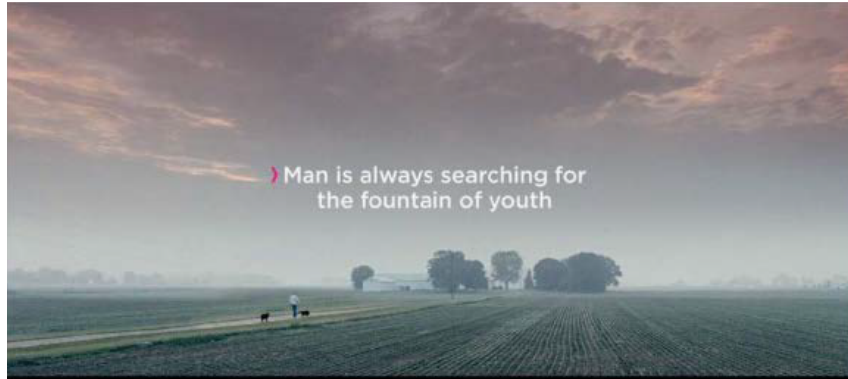 ❯ Man is always searching for
the fountain of youth